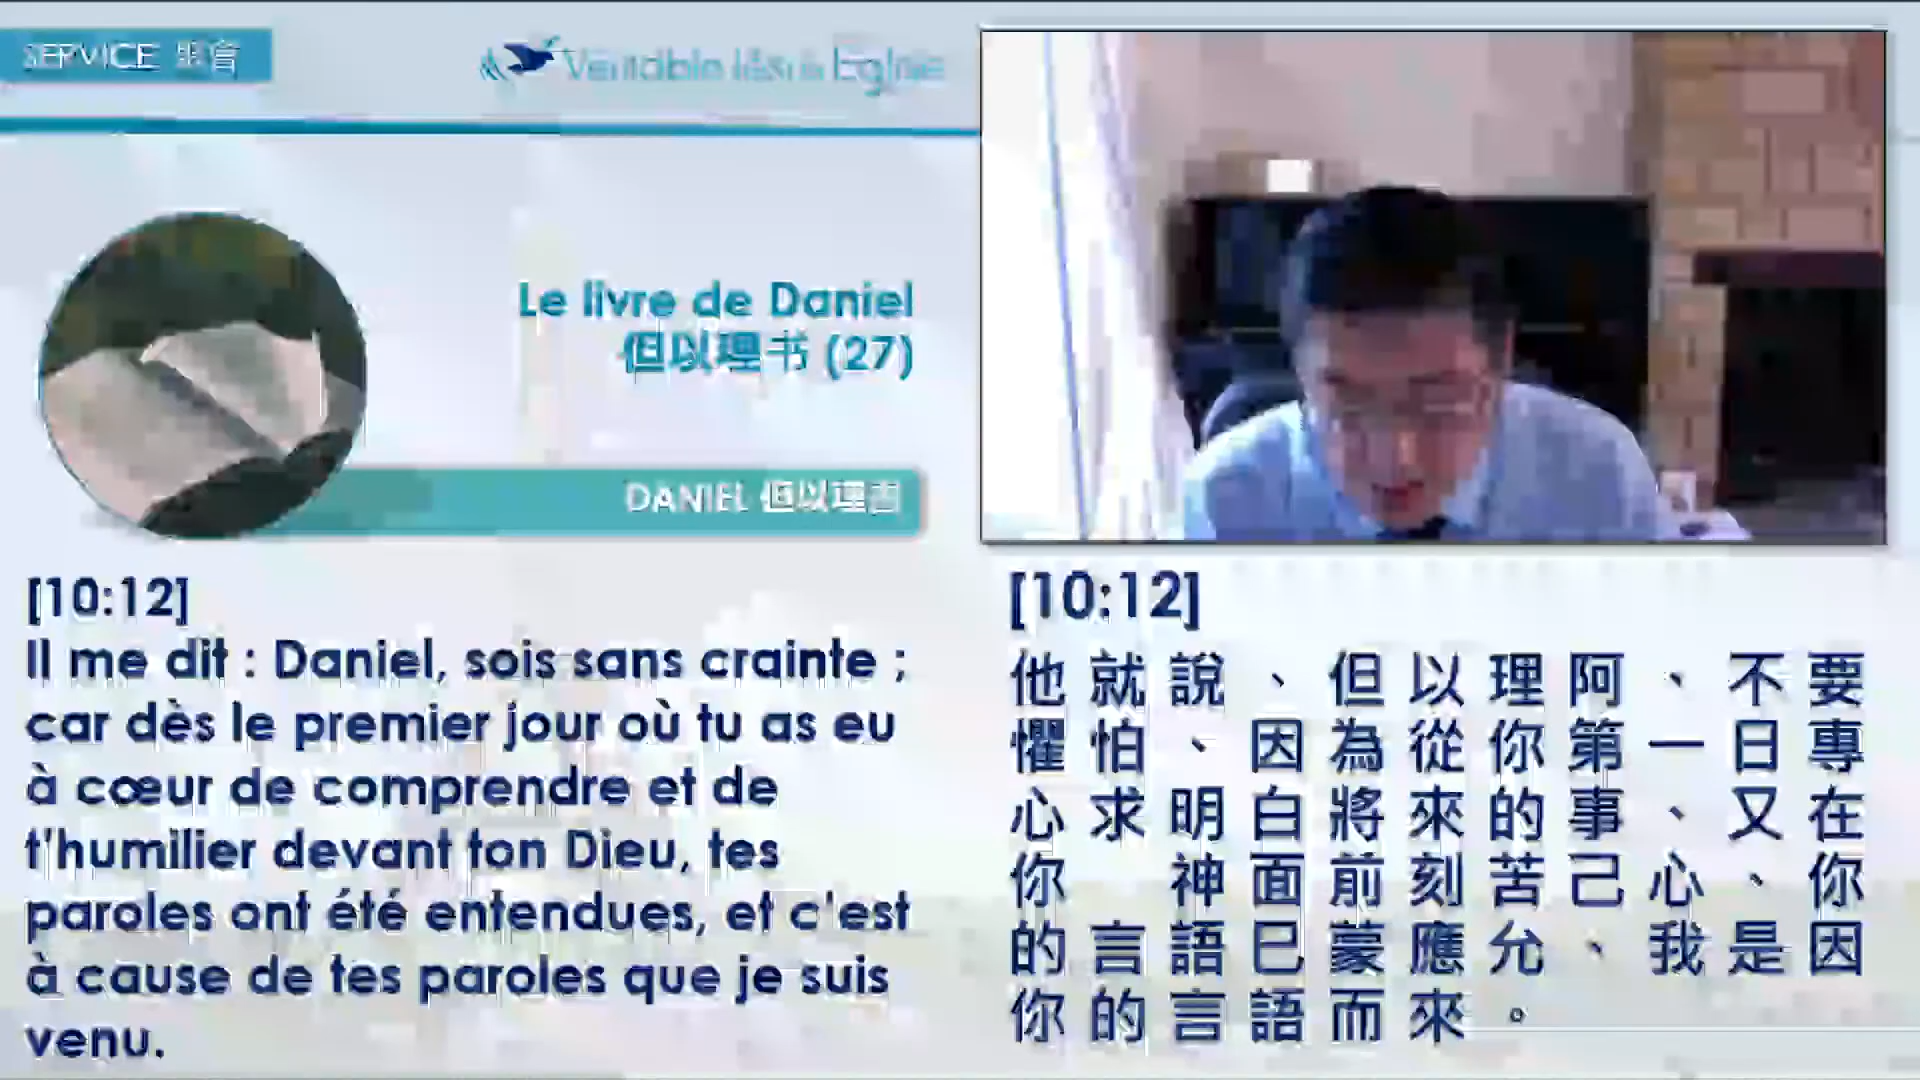 SERVICE
Véritable Jésus Eglise
Le livre de Daniel
但以理书 (27)
DANIEL 但以理書
[10:12]
Il me dit : Daniel, sois sans crainte ;
car dès le premier jour où tu as eu
à cœur de comprendre et de
t'humilier devant ton Dieu, tes
paroles ont été entendues, et c'est
à cause de tes paroles que je suis
venu.
[10:12]
他就說、但以理阿、不要
懼怕、因為從你第一日專
心求明白將來的事、又在
你 神面前刻苦己心、你
的言語已蒙應允、我是因
你的言語而來。